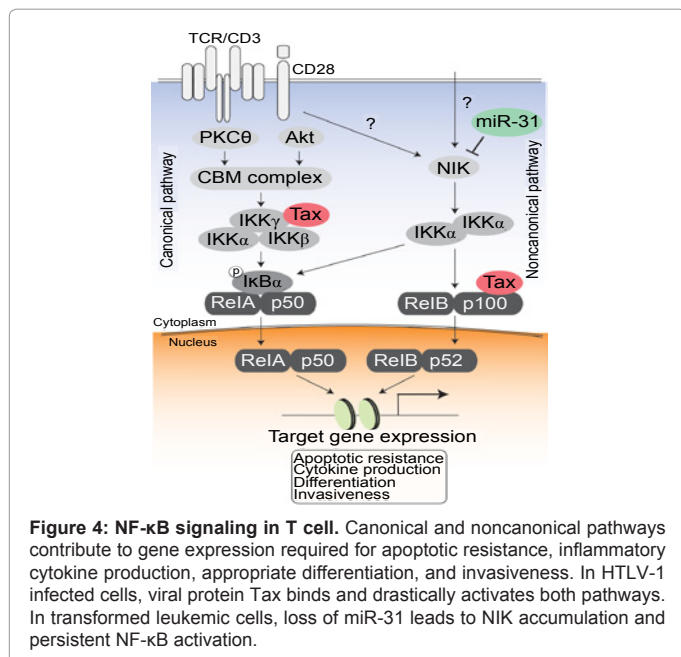 TCR/CD3
CD28
?
?
miR-31
PKCθ
Akt
NIK
CBM complex
Canonical pathway
Noncanonical pathway
IKKγ
Tax
IKKα
IKKβ
IKKα
IKKα
p
IκBα
Tax
RelA
p50
RelB
p100
Cytoplasm
Nucleus
RelA
p50
RelB
p52
Target gene expression
Apoptotic resistance
Cytokine production
Differentiation
Invasiveness
Figure 4: NF-κB signaling in T cell. Canonical and noncanonical pathways
contribute to gene expression required for apoptotic resistance, inflammatory
cytokine production, appropriate differentiation, and invasiveness. In HTLV-1
infected cells, viral protein Tax binds and drastically activates both pathways.
In transformed leukemic cells, loss of miR-31 leads to NIK accumulation and
persistent NF-κB activation.